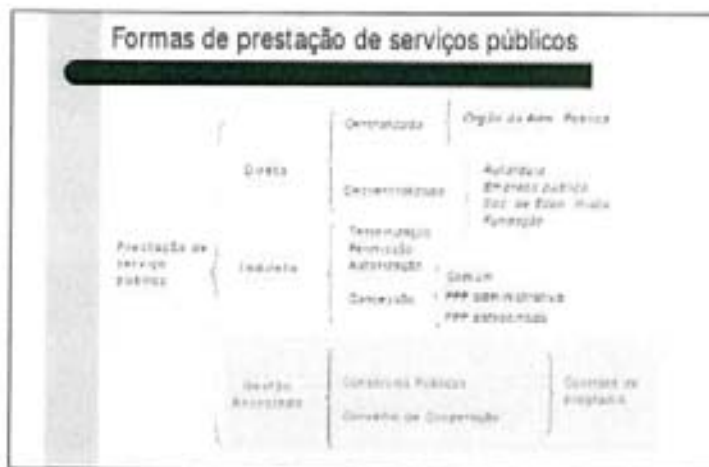 Formas de prestação de serviços públicos
Centralizada
Órgão da Adm. Pública
Direta
Descentralizada
Autarquia
Empresa pública
Soc. de Econ. Mista
Fundação
Prestação de
serviço
público
Indireta
Terceirização
Permissão
Autorização
Concessão
Comum
PPP administrativa
PPP patrocinada
Gestão
Associada
Consórcios Públicos
Convênio de Cooperação
Contrato de
programa